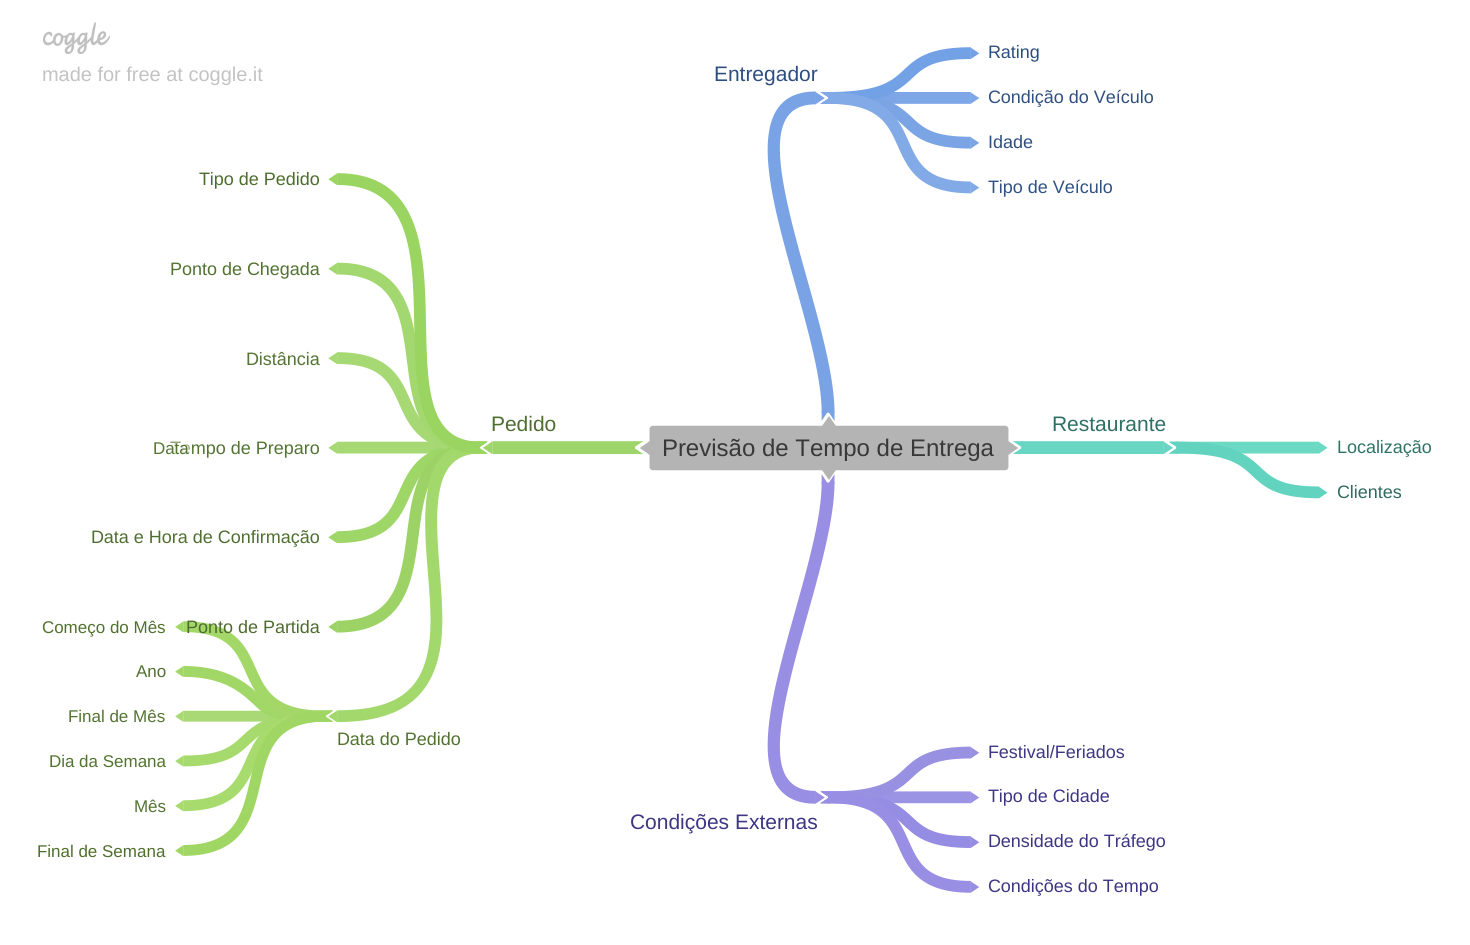 coggle
made for free at coggle.it
Previsão de Tempo de Entrega
Entregador
Rating
Condição do Veículo
Idade
Tipo de Veículo
Restaurante
Localização
Clientes
Condições Externas
Festival/Feriados
Tipo de Cidade
Densidade do Tráfego
Condições do Tempo
Pedido
Tipo de Pedido
Ponto de Chegada
Distância
Tempo de Preparo
Data e Hora de Confirmação
Ponto de Partida
Data do Pedido
Começo do Mês
Ano
Final de Mês
Dia da Semana
Mês
Final de Semana